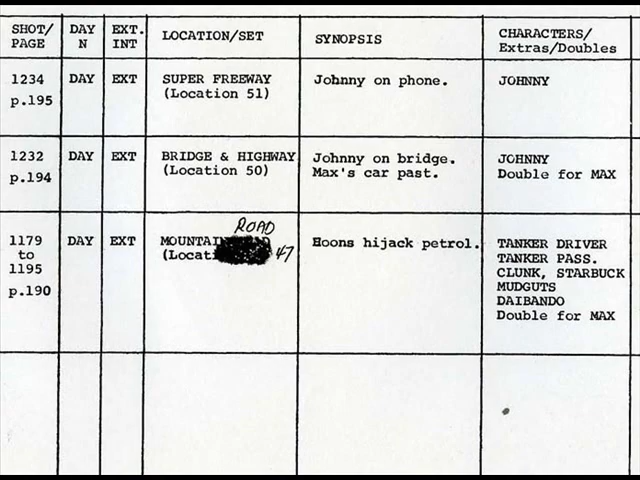 SHOT/ DAY EXT. LOCATION/SET SYNOPSIS CHARACTERS/
PAGE N INT Extras/Doubles
1234 DAY EXT SUPER FREEWAY Johnny on phone. JOHNNY
p.195 (Location 51)
1232 DAY EXT BRIDGE & HIGHWAY Johnny on bridge. JOHNNY
p.194 (Location 50) Max's car past. Double for MAX
ROAD
1179 DAY EXT MOUNTAIN Hoons hijack petrol. TANKER DRIVER
to 47 TANKER PASS.
1195 CLUNK, STARBUCK
p.190 MUDGUTS
DAIBANDO
Double for MAX